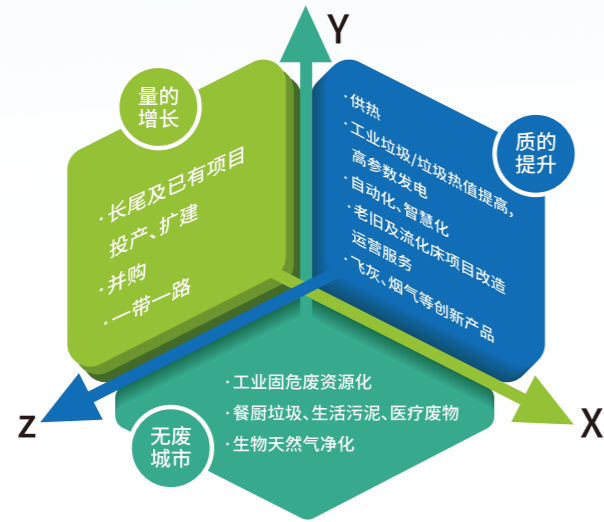 Y
量的
增长
·长尾及已有项目
投产、扩建
·并购
·一带一路
质的
提升
·供热
·工业垃圾/垃圾热值提高，
高参数发电
·自动化、智慧化
·老旧及流化床项目改造
运营服务
·飞灰、烟气等创新产品
无废
城市
·工业固危废资源化
·餐厨垃圾、生活污泥、医疗废物
·生物天然气净化
Z
X